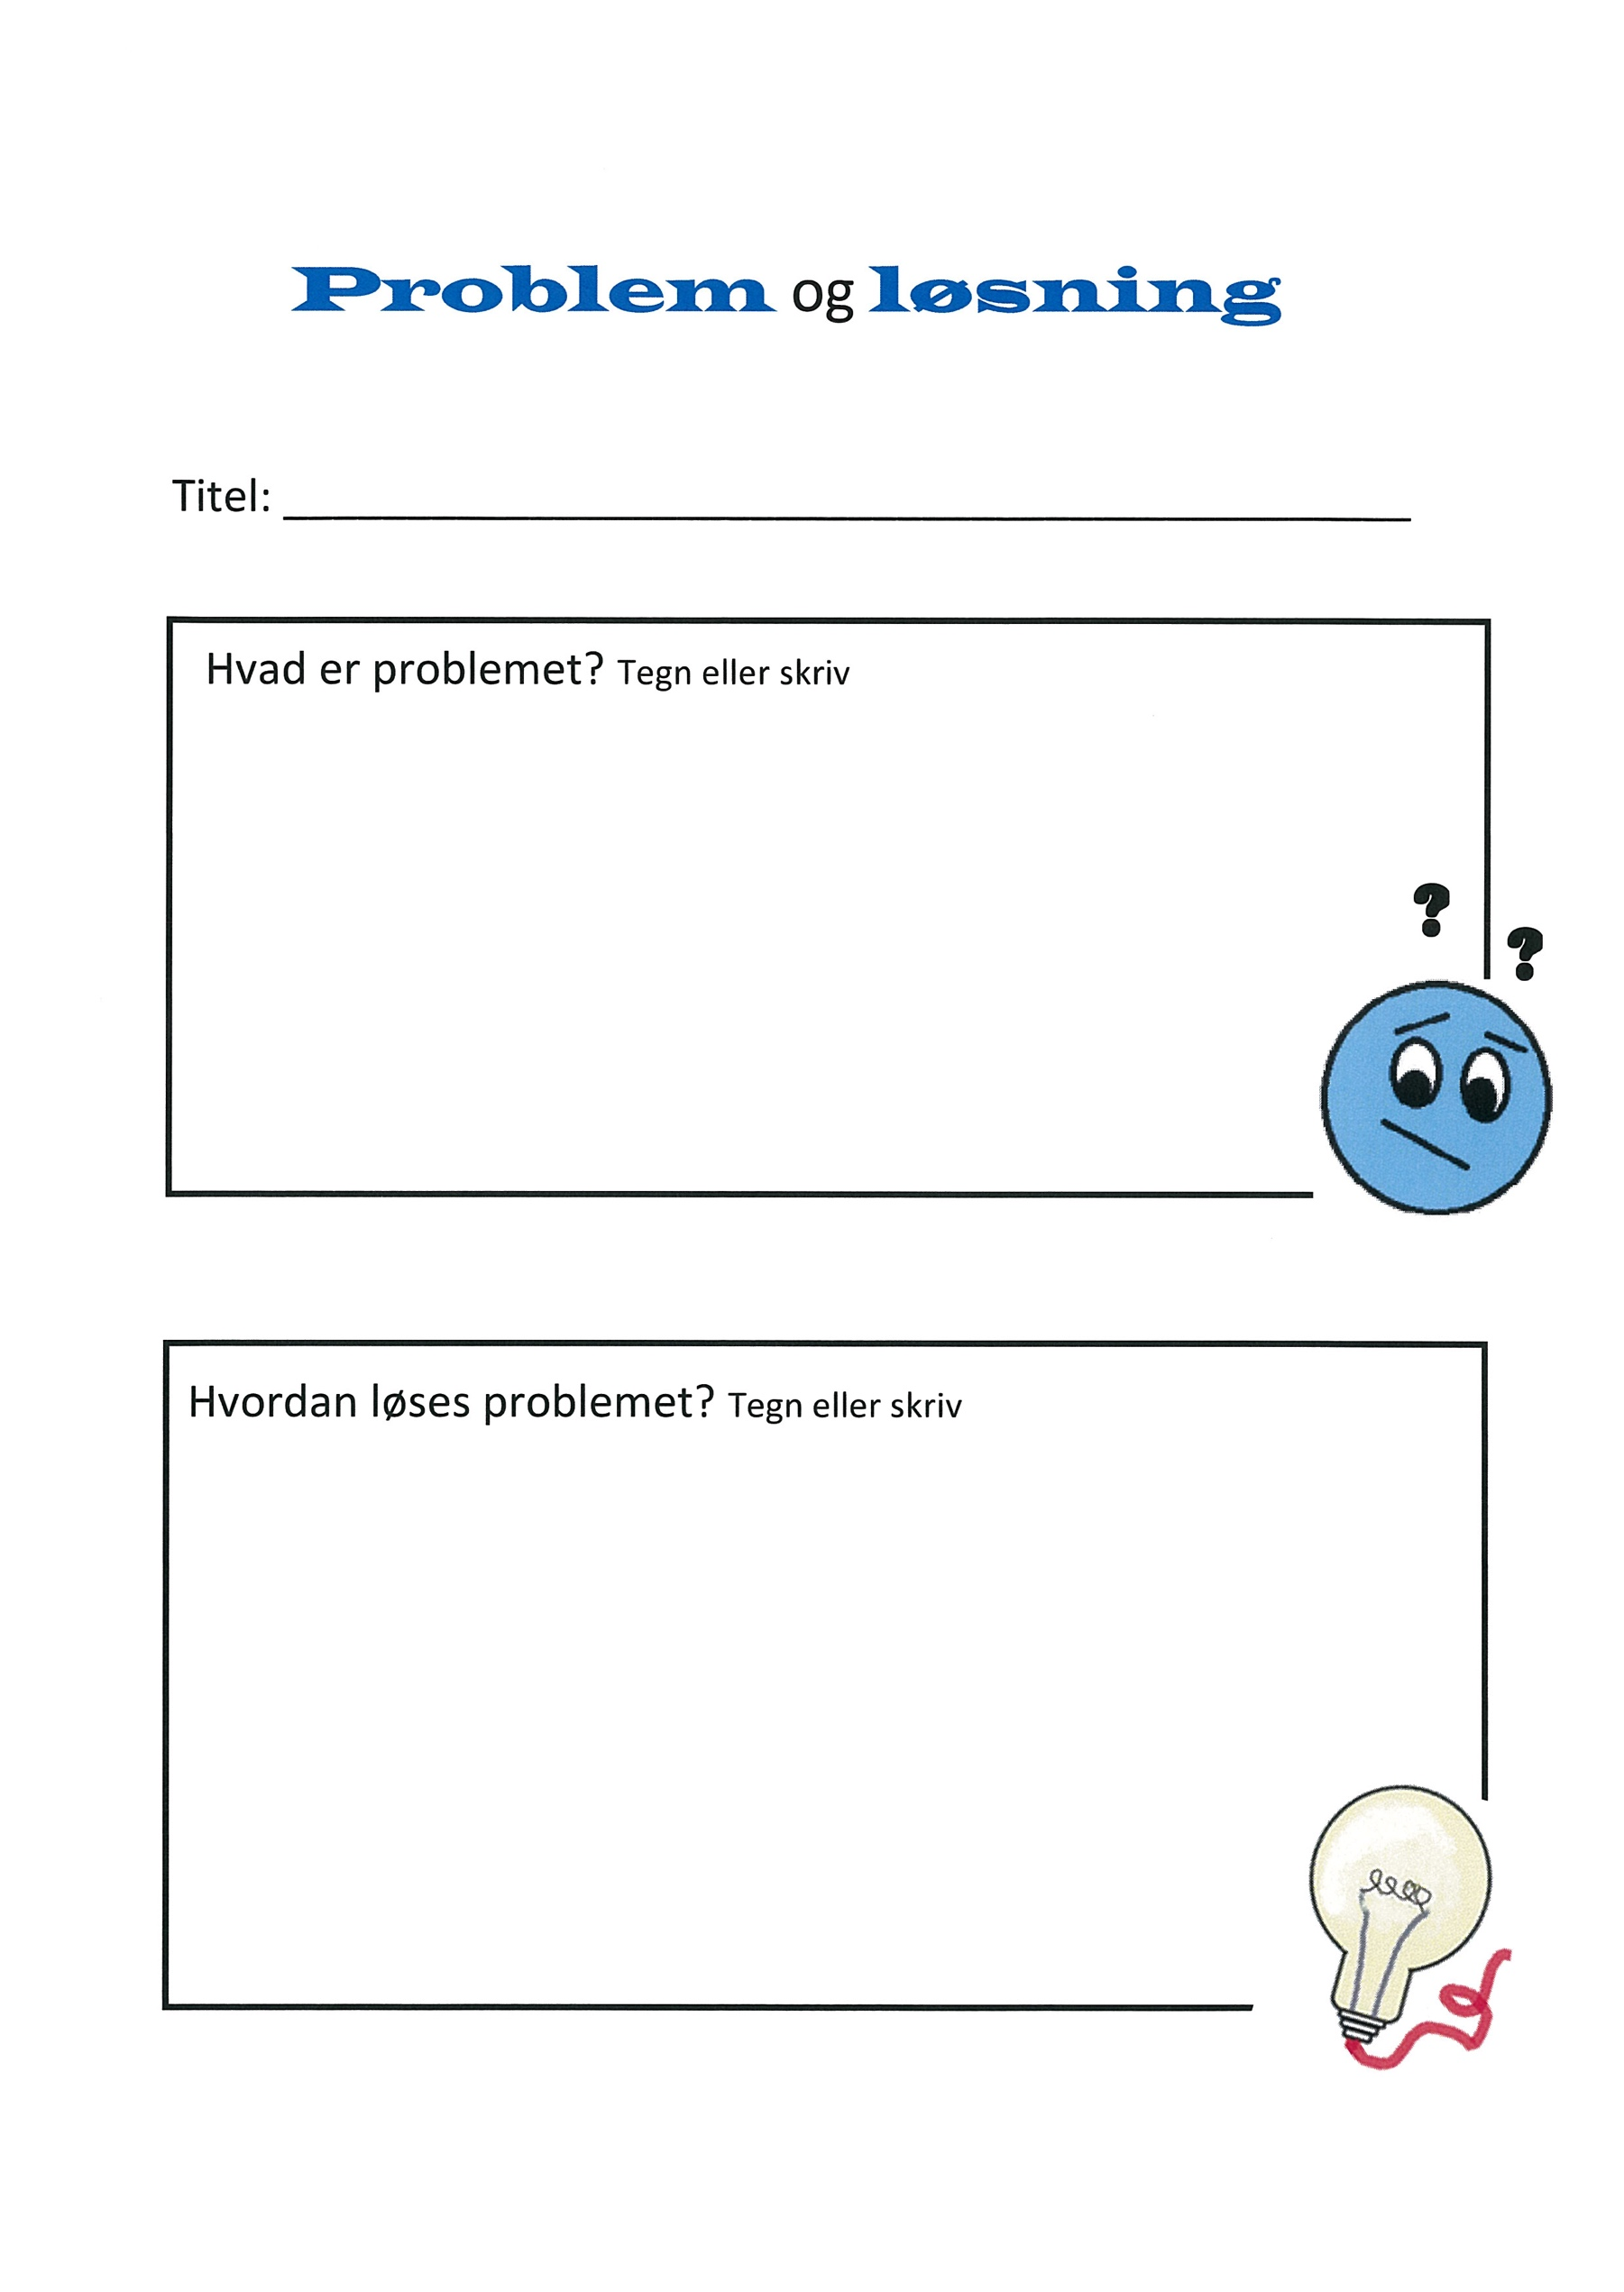 Problem og løsning
Titel:
Hvad er problemet? Tegn eller skriv
?
?
Hvordan løses problemet? Tegn eller skriv